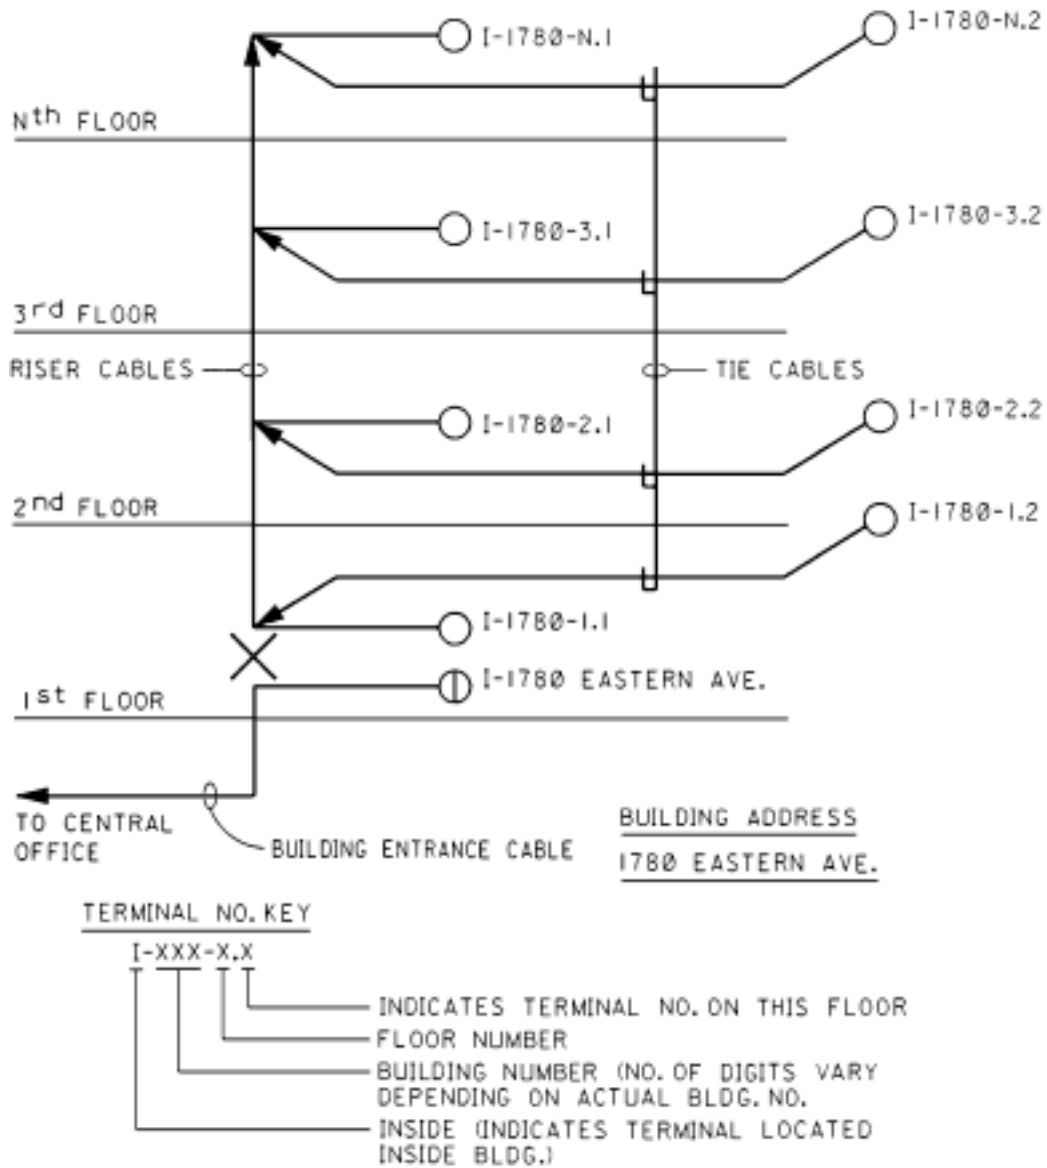 I-1780-N.1
I-1780-N.2
Nth FLOOR
I-1780-3.1
I-1780-3.2
3rd FLOOR
RISER CABLES
TIE CABLES
I-1780-2.1
I-1780-2.2
2nd FLOOR
I-1780-1.2
I-1780-1.1
I-1780 EASTERN AVE.
1st FLOOR
TO CENTRAL
OFFICE
BUILDING ENTRANCE CABLE
BUILDING ADDRESS
1780 EASTERN AVE.
TERMINAL NO. KEY
I-XXX-X.X
INDICATES TERMINAL NO. ON THIS FLOOR
FLOOR NUMBER
BUILDING NUMBER (NO. OF DIGITS VARY
DEPENDING ON ACTUAL BLDG. NO.
INSIDE (INDICATES TERMINAL LOCATED
INSIDE BLDG.)